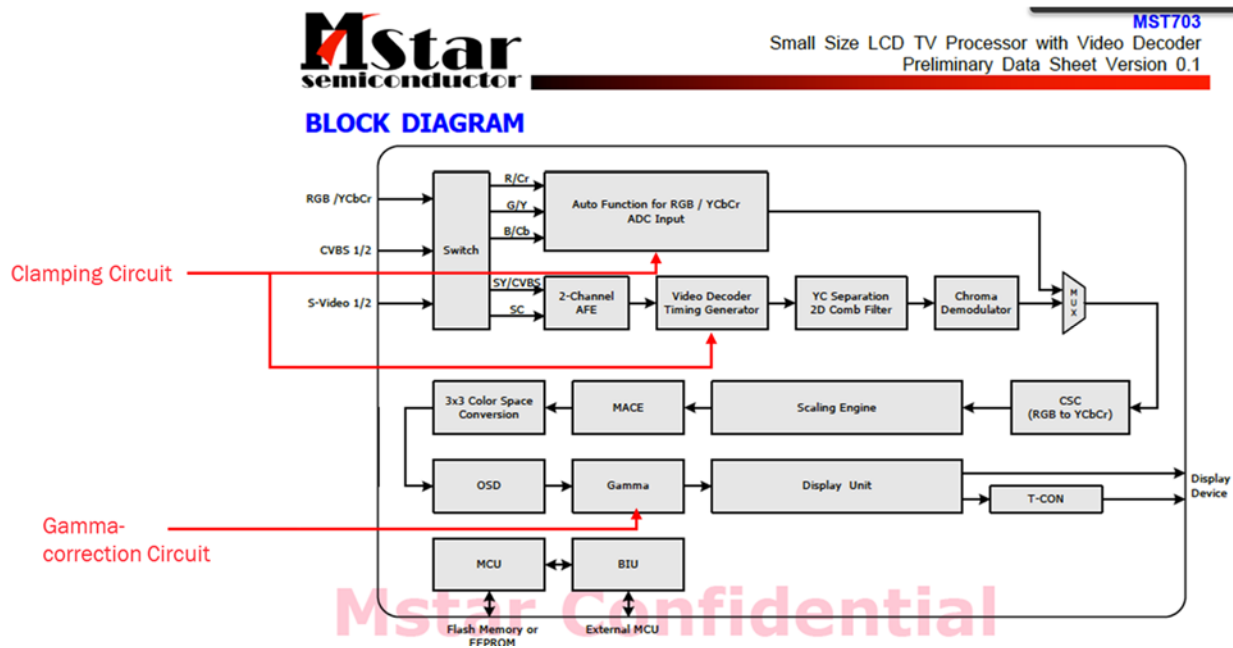 MStar
semiconductor
MST703
Small Size LCD TV Processor with Video Decoder
Preliminary Data Sheet Version 0.1
BLOCK DIAGRAM
RGB /YCbCr
CVBS 1/2
S-Video 1/2
Switch
R/Cr
G/Y
B/Cb
SY/CVBS
SC
Auto Function for RGB / YCbCr
ADC Input
Clamping Circuit
2-Channel
AFE
Video Decoder
Timing Generator
YC Separation
2D Comb Filter
Chroma
Demodulator
M
U
X
3x3 Color Space
Conversion
MACE
Scaling Engine
CSC
(RGB to YCbCr)
OSD
Gamma
Display Unit
T-CON
Display
Device
Gamma-
correction Circuit
MCU
BIU
Mstar Confidential
Flash Memory or
EEPROM
External MCU